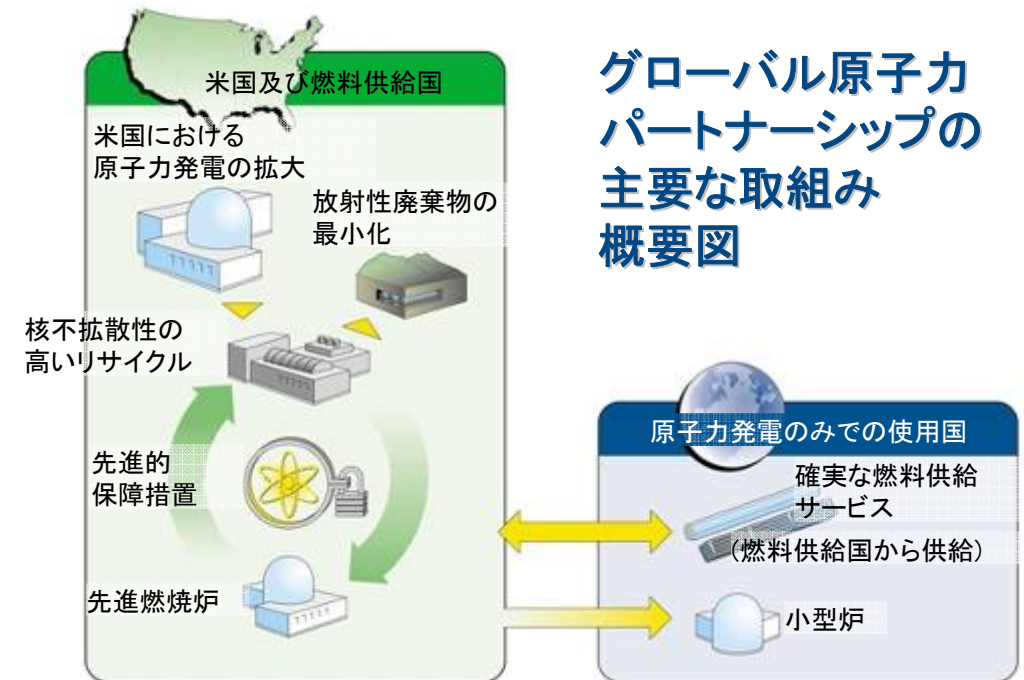 グローバル原子力
パートナーシップの
主要な取組み
概要図
米国及び燃料供給国
米国における
原子力発電の拡大
放射性廃棄物の
最小化
核不拡散性の
高いリサイクル
先進的
保障措置
先進燃焼炉
原子力発電のみでの使用国
確実な燃料供給
サービス
（燃料供給国から供給）
小型炉